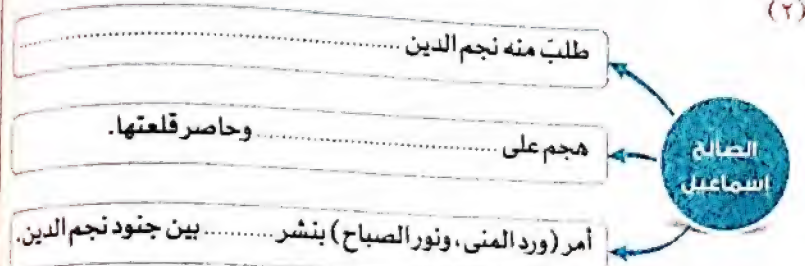 (٢)
طلبَ منه نجم الدين ........................................
هجم على ........................ وحاصر قلعتها.
الصالح
إسماعيل
أمر (ورد المنى، ونور الصباح) بنشر .......... بين جنود نجم الدين.